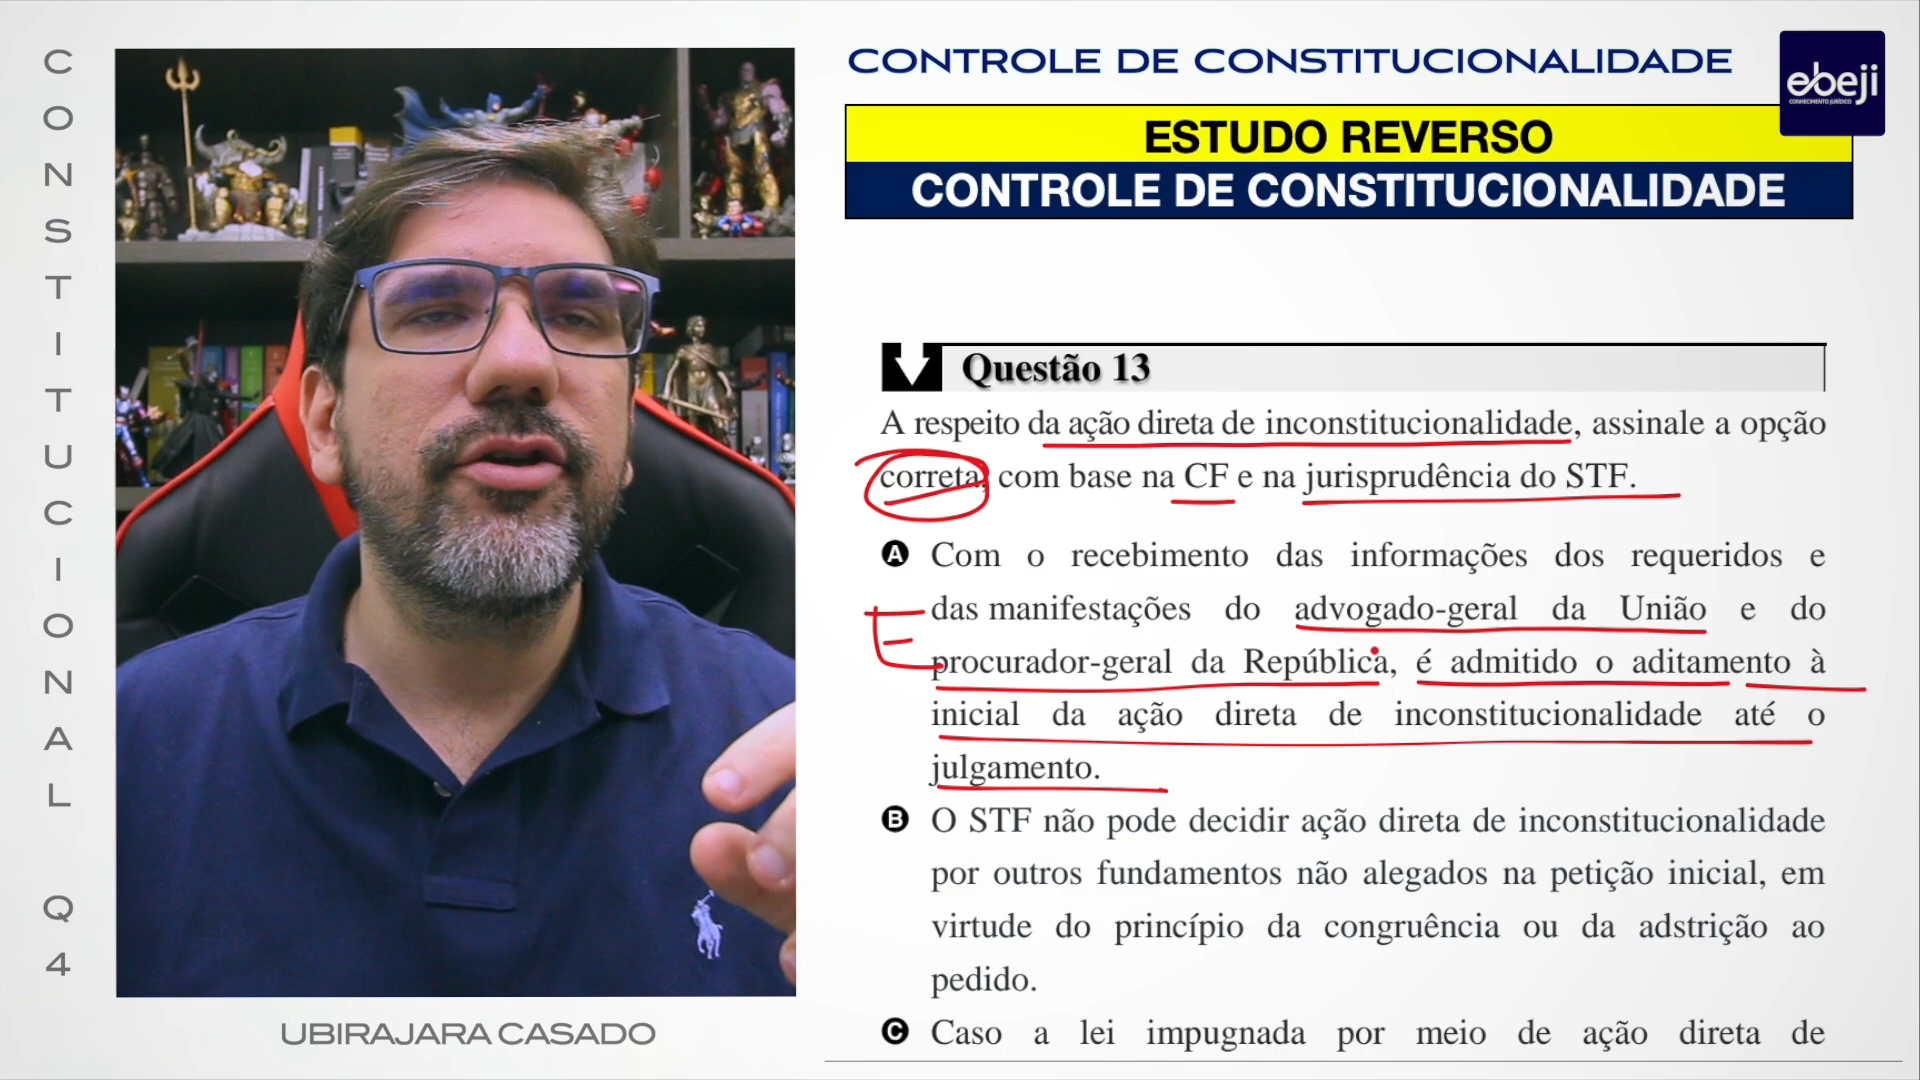 CONSTITUCIONAL Q4
CONTROLE DE CONSTITUCIONALIDADE
ebeji
CONHECIMENTO JURÍDICO
ESTUDO REVERSO
CONTROLE DE CONSTITUCIONALIDADE
Questão 13
A respeito da ação direta de inconstitucionalidade, assinale a opção
correta, com base na CF e na jurisprudência do STF.
A Com o recebimento das informações dos requeridos e
das manifestações do advogado-geral da União e do
E
procurador-geral da República, é admitido o aditamento à
inicial da ação direta de inconstitucionalidade até o
julgamento.
B O STF não pode decidir ação direta de inconstitucionalidade
por outros fundamentos não alegados na petição inicial, em
virtude do princípio da congruência ou da adstrição ao
pedido.
C Caso a lei impugnada por meio de ação direta de
UBIRAJARA CASADO